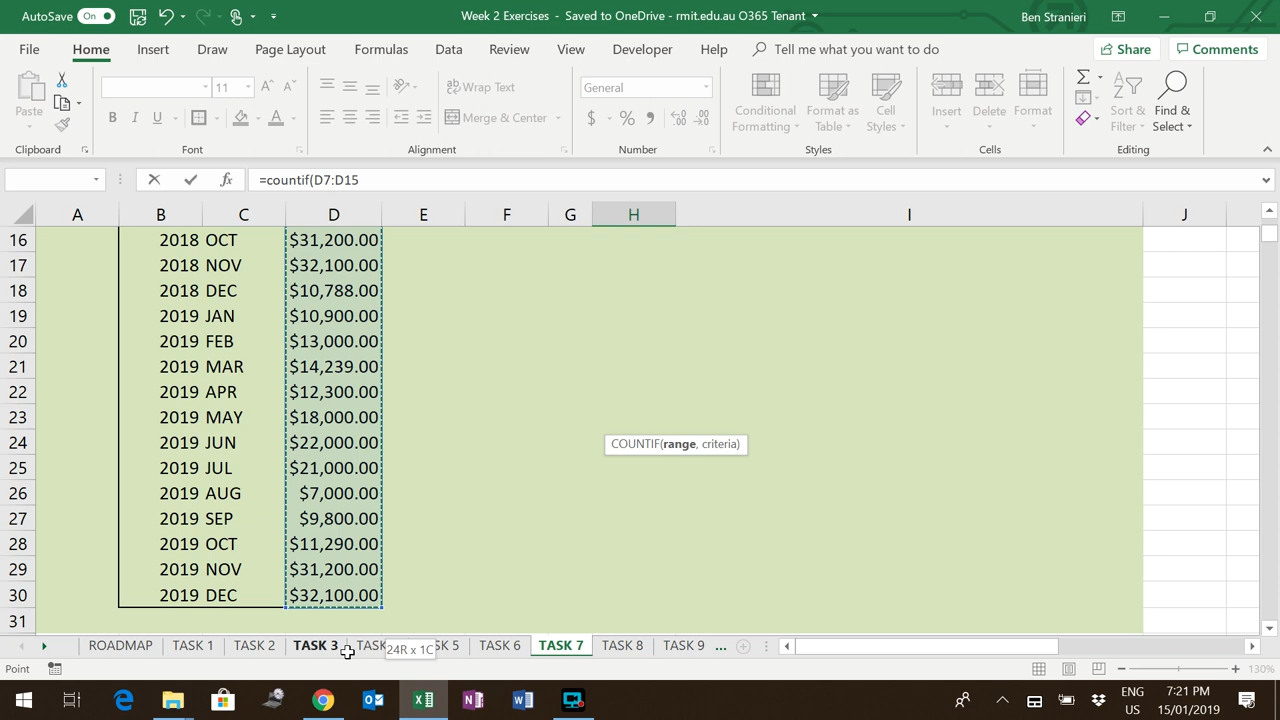 AutoSave On Week 2 Exercises - Saved to OneDrive - rmit.edu.au O365 Tenant Ben Stranieri
File Home Insert Draw Page Layout Formulas Data Review View Developer Help Tell me what you want to do Share Comments
Paste
11
B I U A
Wrap Text
Merge & Center
General
$ % ,
Conditional Formatting
Format as Table
Cell Styles
Insert Delete Format
Sort & Filter
Find & Select
Clipboard Font Alignment Number Styles Cells Editing
fx =countif(D7:D15
A B C D E F G H I J
16 2018 OCT $31,200.00
17 2018 NOV $32,100.00
18 2018 DEC $10,788.00
19 2019 JAN $10,900.00
20 2019 FEB $13,000.00
21 2019 MAR $14,239.00
22 2019 APR $12,300.00
23 2019 MAY $18,000.00
24 2019 JUN $22,000.00 COUNTIF(range, criteria)
25 2019 JUL $21,000.00
26 2019 AUG $7,000.00
27 2019 SEP $9,800.00
28 2019 OCT $11,290.00
29 2019 NOV $31,200.00
30 2019 DEC $32,100.00
31
ROADMAP TASK 1 TASK 2 TASK 3 TASK 24R x 1C K 5 TASK 6 TASK 7 TASK 8 TASK 9 ...
Point 130%
ENG 7:21 PM
US 15/01/2019